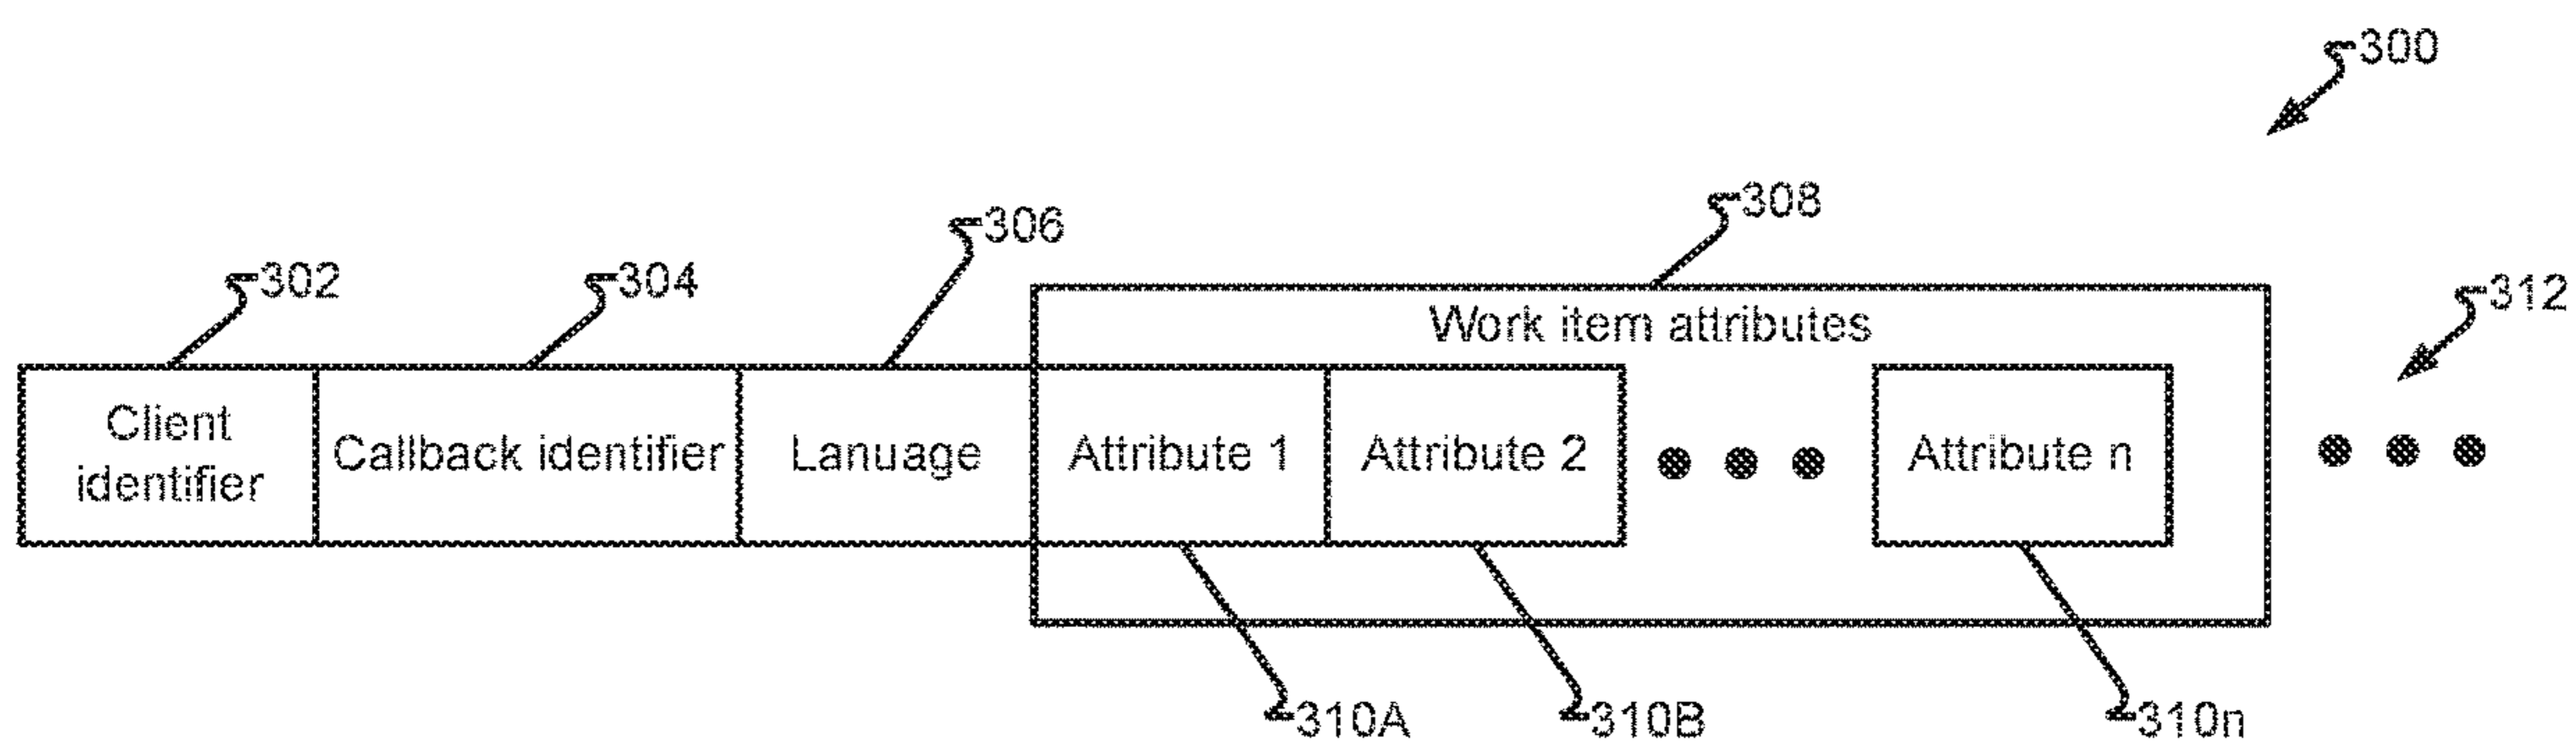 300
308
306
302
304
312
Work item attributes
Client
identifier
Callback identifier
Lanuage
Attribute 1
Attribute 2
Attribute n
310A
310B
310n